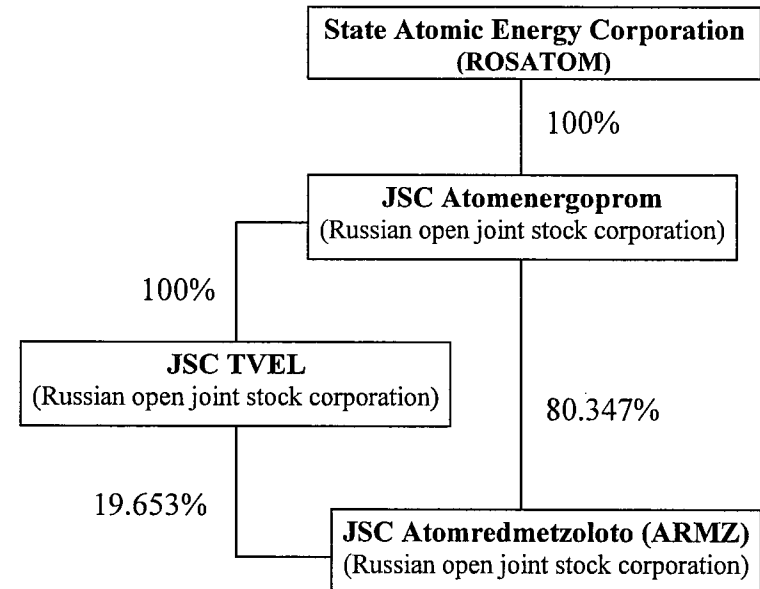 State Atomic Energy Corporation
(ROSATOM)
100%
JSC Atomenergoprom
(Russian open joint stock corporation)
100%
JSC TVEL
(Russian open joint stock corporation)
80.347%
19.653%
JSC Atomredmetzoloto (ARMZ)
(Russian open joint stock corporation)